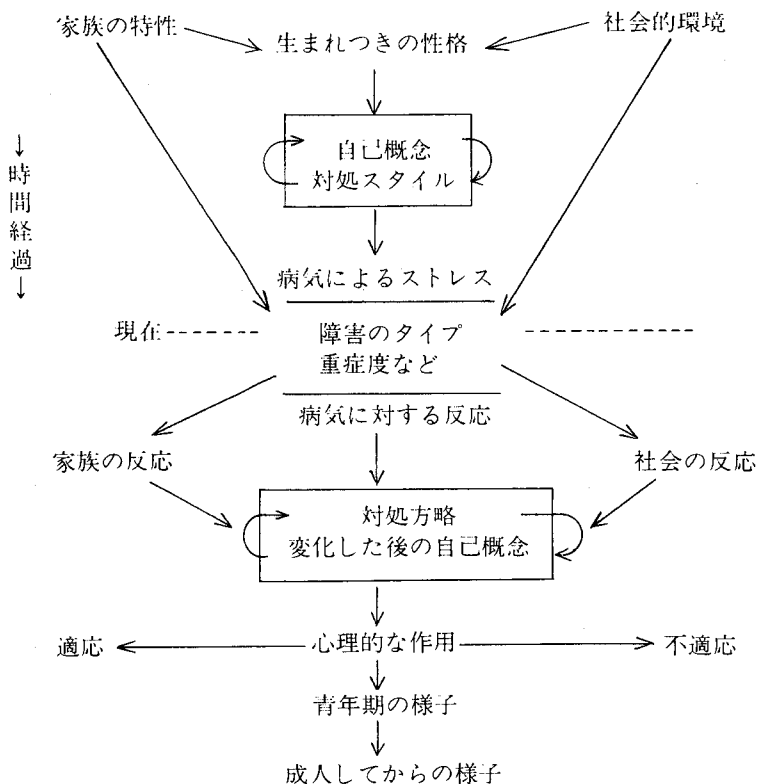 家族の特性
社会的環境
生まれつきの性格
自己概念
対処スタイル
↓時間経過↓
病気によるストレス
現在
障害のタイプ
重症度など
病気に対する反応
家族の反応
社会の反応
対処方略
変化した後の自己概念
適応
心理的な作用
不適応
青年期の様子
成人してからの様子